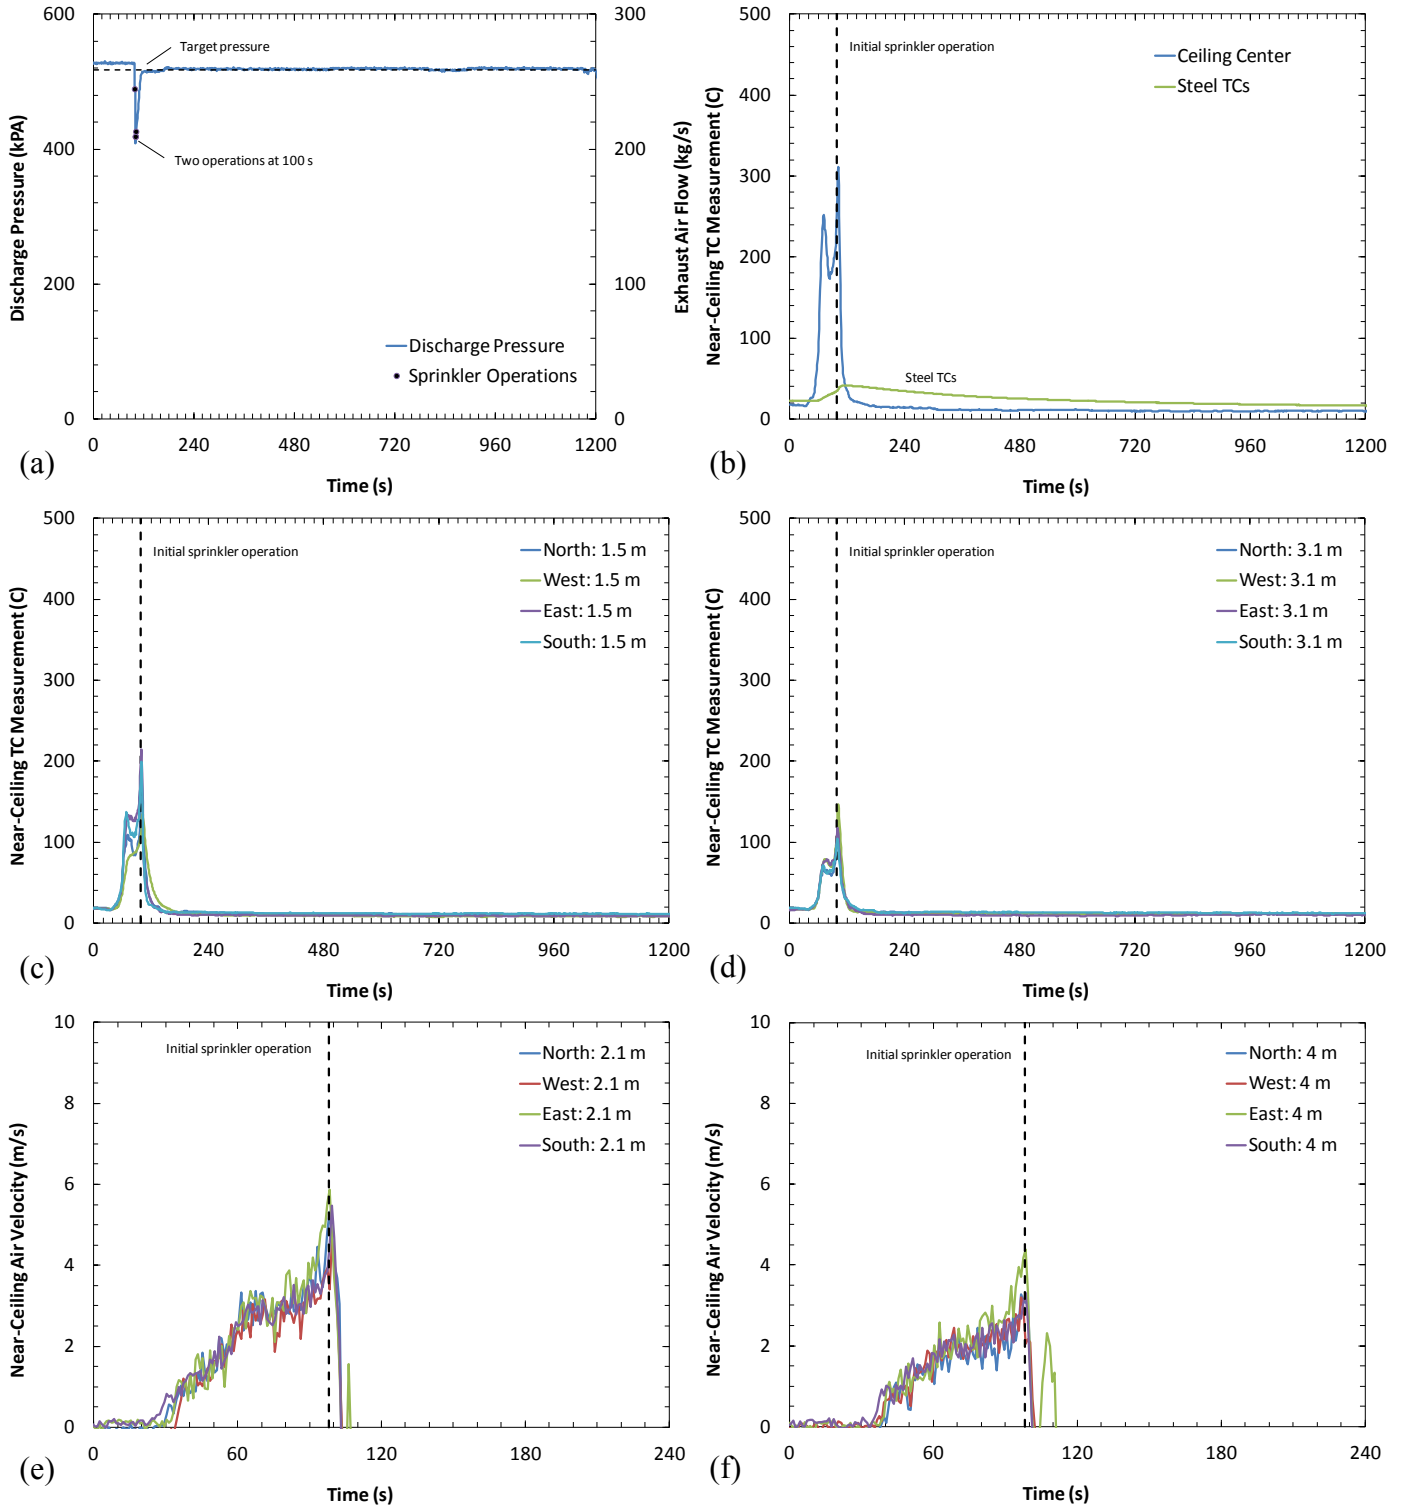 600
400
200
0
Discharge Pressure (kPA)
300
200
100
0
Exhaust Air Flow (kg/s)
Target pressure
Two operations at 100 s
Discharge Pressure
Sprinkler Operations
0 240 480 720 960 1200
Time (s)
(a)
500
400
300
200
100
0
Near-Ceiling TC Measurement (C)
Initial sprinkler operation
Ceiling Center
Steel TCs
Steel TCs
0 240 480 720 960 1200
Time (s)
(b)
500
400
300
200
100
0
Near-Ceiling TC Measurement (C)
Initial sprinkler operation
North: 1.5 m
West: 1.5 m
East: 1.5 m
South: 1.5 m
0 240 480 720 960 1200
Time (s)
(c)
500
400
300
200
100
0
Near-Ceiling TC Measurement (C)
Initial sprinkler operation
North: 3.1 m
West: 3.1 m
East: 3.1 m
South: 3.1 m
0 240 480 720 960 1200
Time (s)
(d)
10
8
6
4
2
0
Near-Ceiling Air Velocity (m/s)
Initial sprinkler operation
North: 2.1 m
West: 2.1 m
East: 2.1 m
South: 2.1 m
0 60 120 180 240
Time (s)
(e)
10
8
6
4
2
0
Near-Ceiling Air Velocity (m/s)
Initial sprinkler operation
North: 4 m
West: 4 m
East: 4 m
South: 4 m
0 60 120 180 240
Time (s)
(f)